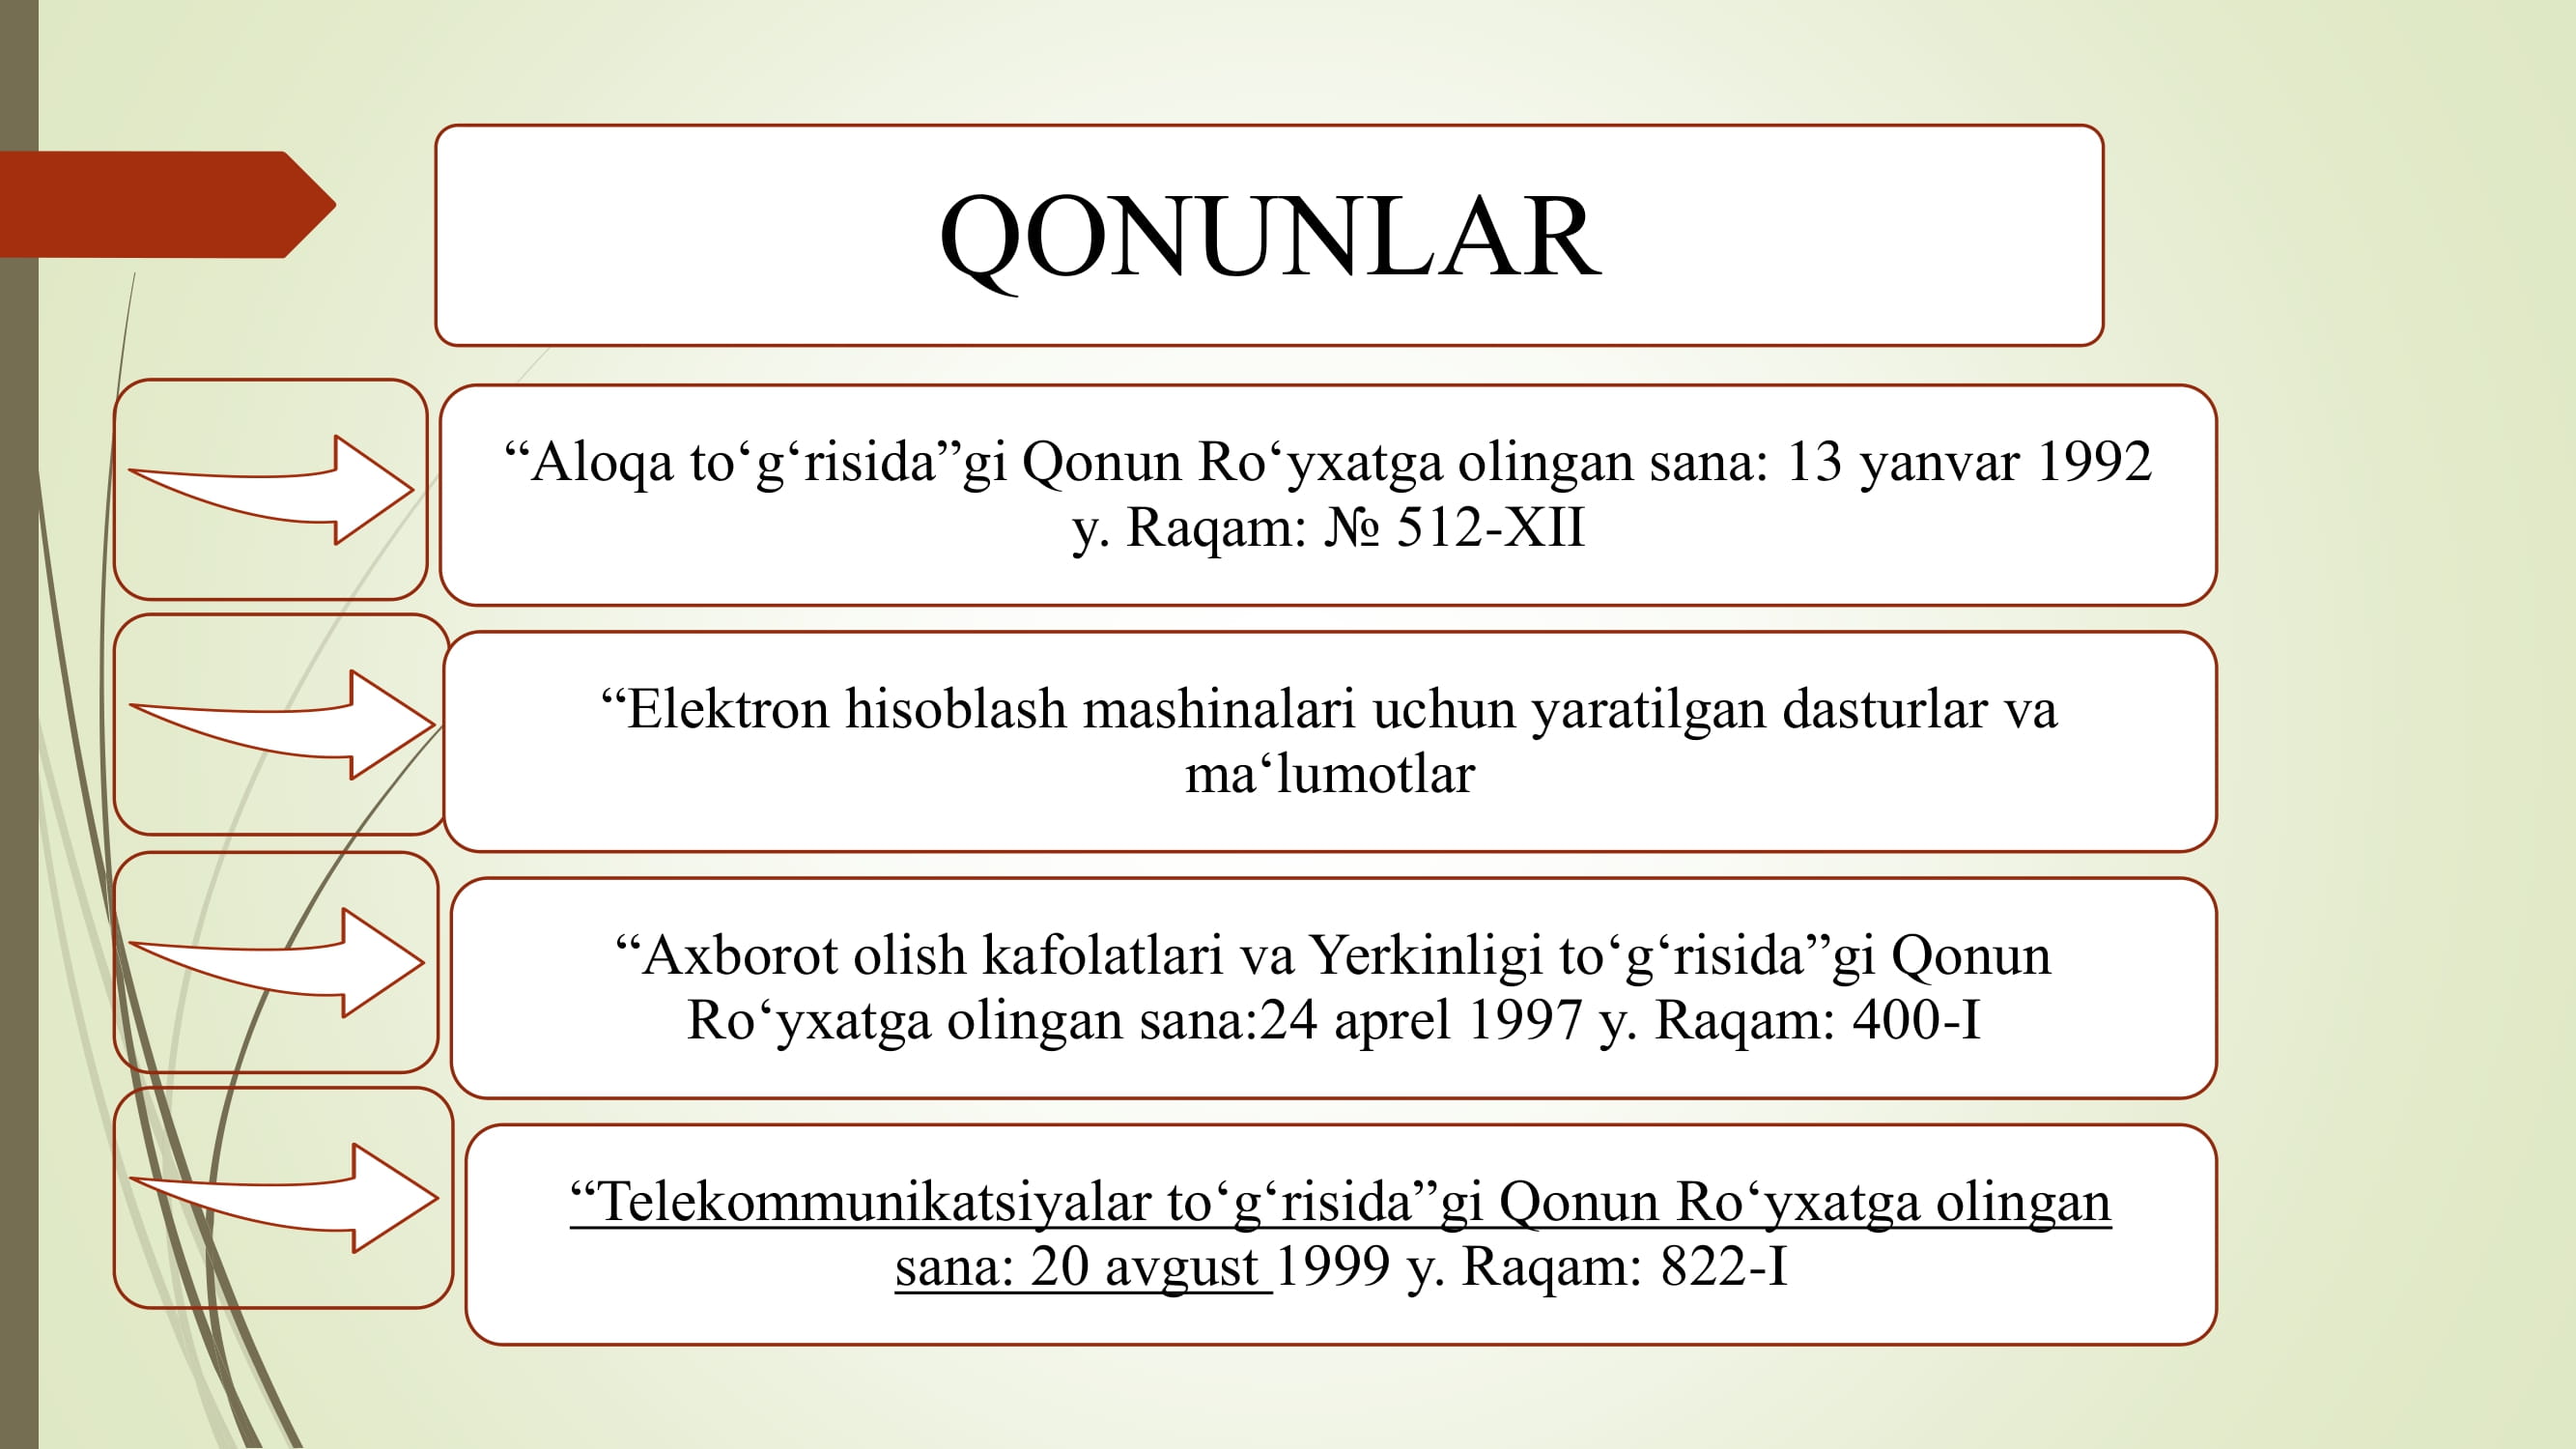 QONUNLAR
“Aloqa to‘g‘risida”gi Qonun Ro‘yxatga olingan sana: 13 yanvar 1992
y. Raqam: № 512-XII
“Elektron hisoblash mashinalari uchun yaratilgan dasturlar va
ma‘lumotlar
“Axborot olish kafolatlari va Yerkinligi to‘g‘risida”gi Qonun
Ro‘yxatga olingan sana:24 aprel 1997 y. Raqam: 400-I
“Telekommunikatsiyalar to‘g‘risida”gi Qonun Ro‘yxatga olingan
sana: 20 avgust 1999 y. Raqam: 822-I